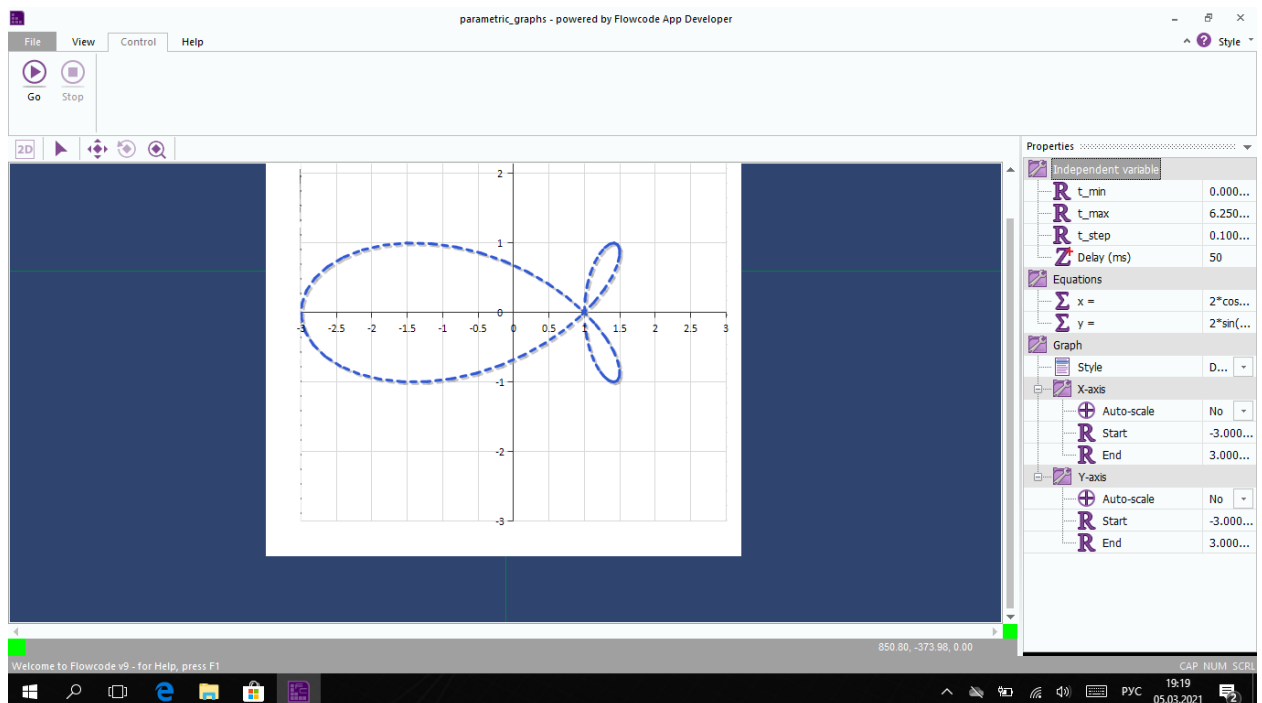 parametric_graphs - powered by Flowcode App Developer
File View Control Help
Style
Go Stop
2D
Properties
Independent variable
t_min 0.000...
t_max 6.250...
t_step 0.100...
Delay (ms) 50
Equations
x = 2*cos...
y = 2*sin(...
Graph
Style D...
X-axis
Auto-scale No
Start -3.000...
End 3.000...
Y-axis
Auto-scale No
Start -3.000...
End 3.000...
2
1
0
-3 -2.5 -2 -1.5 -1 -0.5 0 0.5 1 1.5 2 2.5 3
-1
-2
-3
850.80, -373.98, 0.00
Welcome to Flowcode v9 - for Help, press F1
CAP NUM SCRL
РУС
19:19
05.03.2021
2